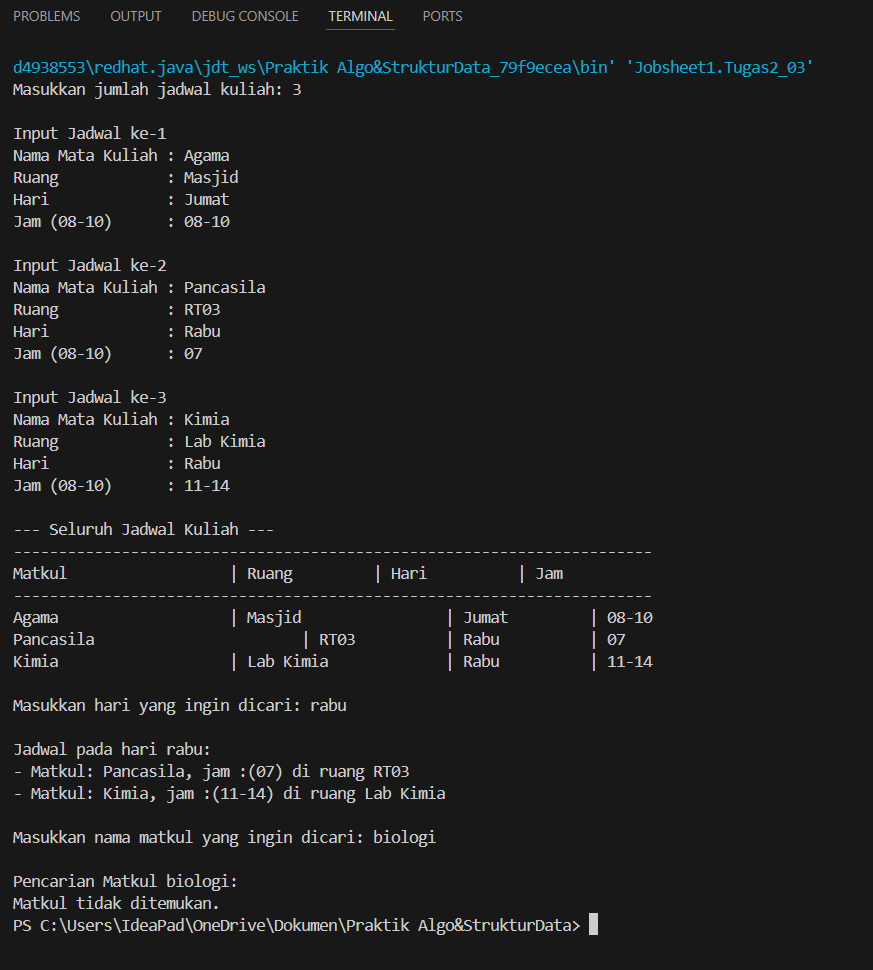 PROBLEMS OUTPUT DEBUG CONSOLE TERMINAL PORTS
d4938553\redhat.java\jdt_ws\Praktik Algo&StrukturData_79f9ecea\bin' 'Jobsheet1.Tugas2_03'
Masukkan jumlah jadwal kuliah: 3
Input Jadwal ke-1
Nama Mata Kuliah : Agama
Ruang            : Masjid
Hari             : Jumat
Jam (08-10)      : 08-10
Input Jadwal ke-2
Nama Mata Kuliah : Pancasila
Ruang            : RT03
Hari             : Rabu
Jam (08-10)      : 07
Input Jadwal ke-3
Nama Mata Kuliah : Kimia
Ruang            : Lab Kimia
Hari             : Rabu
Jam (08-10)      : 11-14
--- Seluruh Jadwal Kuliah ---
-----------------------------------------------------------------------
Matkul                  | Ruang         | Hari          | Jam
-----------------------------------------------------------------------
Agama                   | Masjid                | Jumat         | 08-10
Pancasila                       | RT03          | Rabu          | 07
Kimia                   | Lab Kimia             | Rabu          | 11-14
Masukkan hari yang ingin dicari: rabu
Jadwal pada hari rabu:
- Matkul: Pancasila, jam :(07) di ruang RT03
- Matkul: Kimia, jam :(11-14) di ruang Lab Kimia
Masukkan nama matkul yang ingin dicari: biologi
Pencarian Matkul biologi:
Matkul tidak ditemukan.
PS C:\Users\IdeaPad\OneDrive\Dokumen\Praktik Algo&StrukturData>